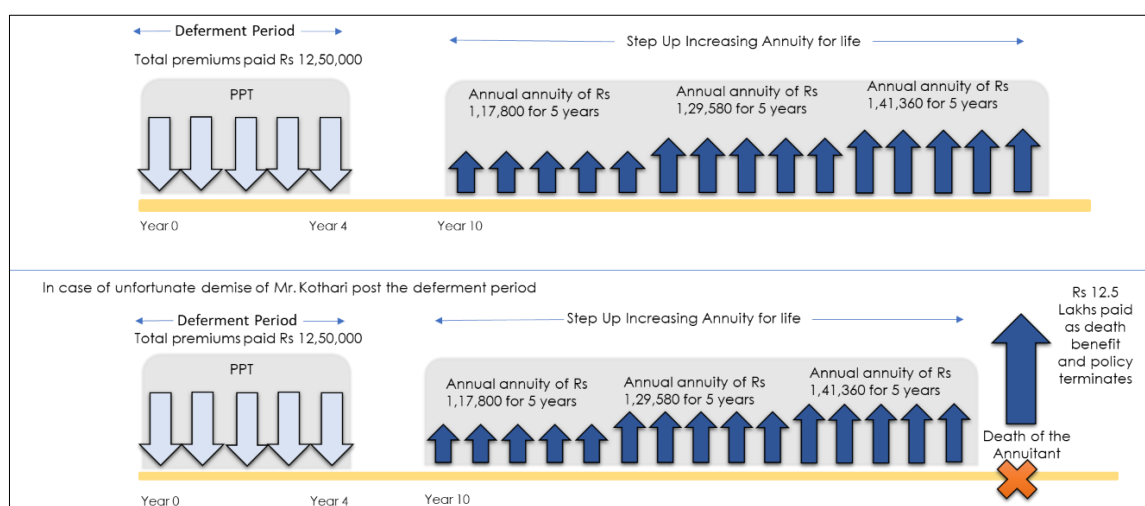 Deferment Period
Total premiums paid Rs 12,50,000
PPT
Step Up Increasing Annuity for life
Annual annuity of Rs
1,17,800 for 5 years
Annual annuity of Rs
1,29,580 for 5 years
Annual annuity of Rs
1,41,360 for 5 years
Year 0
Year 4
Year 10
In case of unfortunate demise of Mr. Kothari post the deferment period
Deferment Period
Total premiums paid Rs 12,50,000
PPT
Step Up Increasing Annuity for life
Annual annuity of Rs
1,17,800 for 5 years
Annual annuity of Rs
1,29,580 for 5 years
Annual annuity of Rs
1,41,360 for 5 years
Rs 12.5
Lakhs paid
as death
benefit
and policy
terminates
Death of the
Annuitant
Year 0
Year 4
Year 10